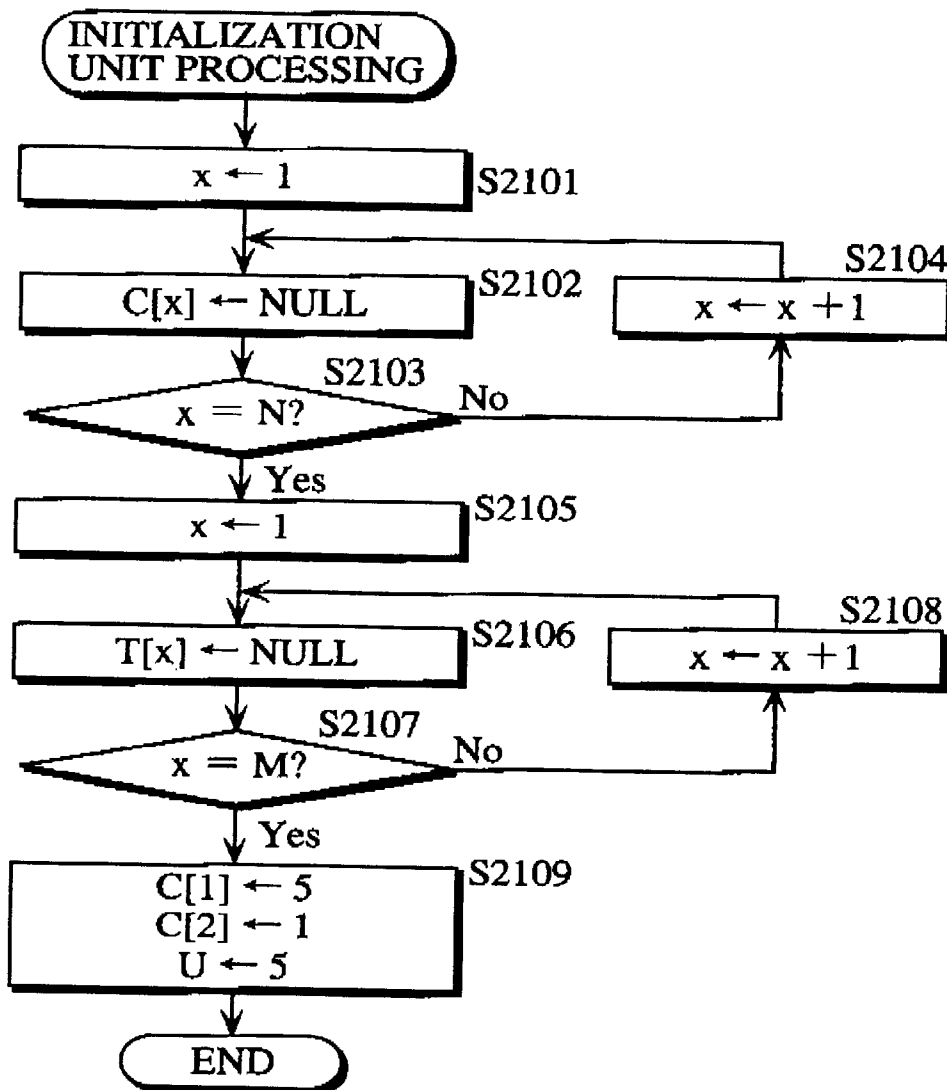 INITIALIZATION
UNIT PROCESSING
x ← 1
S2101
S2104
C[x] ← NULL
S2102
x ← x + 1
S2103
x = N?
No
Yes
x ← 1
S2105
S2108
T[x] ← NULL
S2106
x ← x + 1
S2107
x = M?
No
Yes
C[1] ← 5
S2109
C[2] ← 1
U ← 5
END